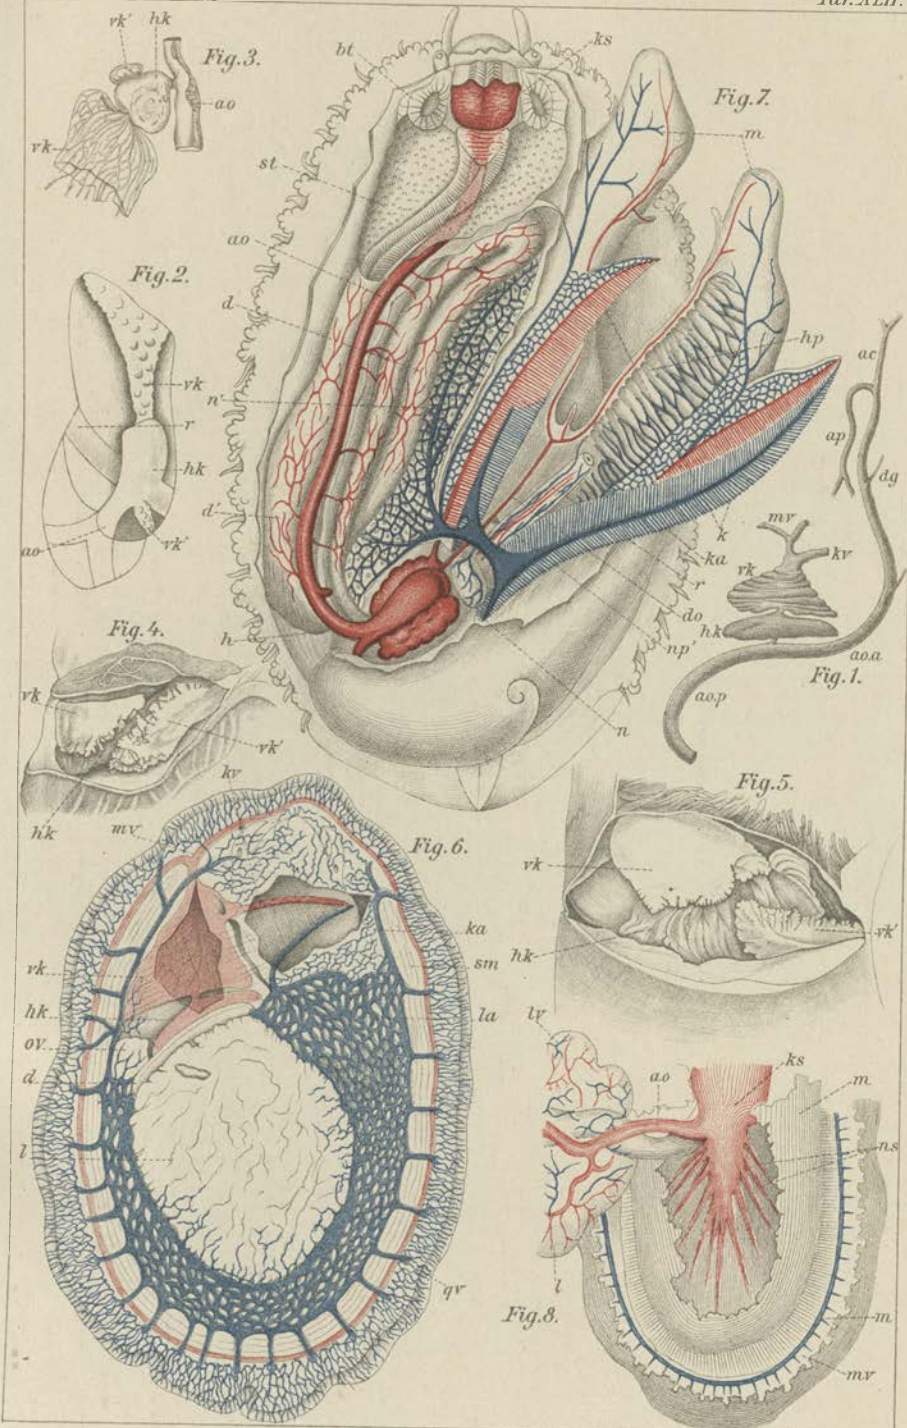 Taf. XLII.
vk' hk
Fig. 3.
ao
vk
bt
ks
Fig. 7.
m
st
ao
d
n'
d
h
hp
k
ka
r
do
np'
n
Fig. 2.
vk
r
hk
ao
vk'
ac
ap
dg
mv
kv
vk
hk
ao.a
ao.p
Fig. 1.
Fig. 4.
vk
vk'
hk
Fig. 5.
vk
hk
vk'
kv
mv
Fig. 6.
ka
sm
vk
hk
la
ov
d
l
qv
lv
ao
ks
m
ns
l
Fig. 8.
m
mv